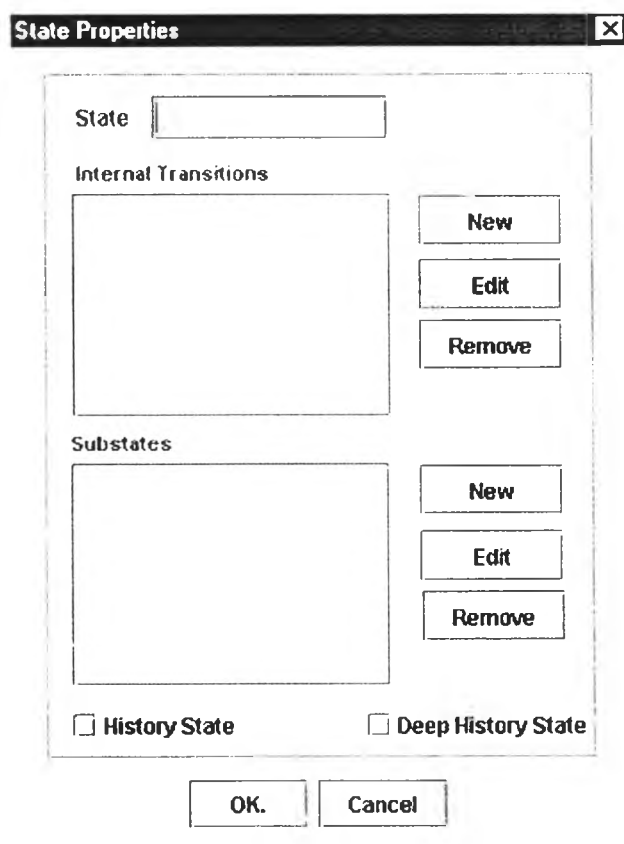 State Properties
State
Internal Transitions
New
Edit
Remove
Substates
New
Edit
Remove
History State
Deep History State
OK.
Cancel